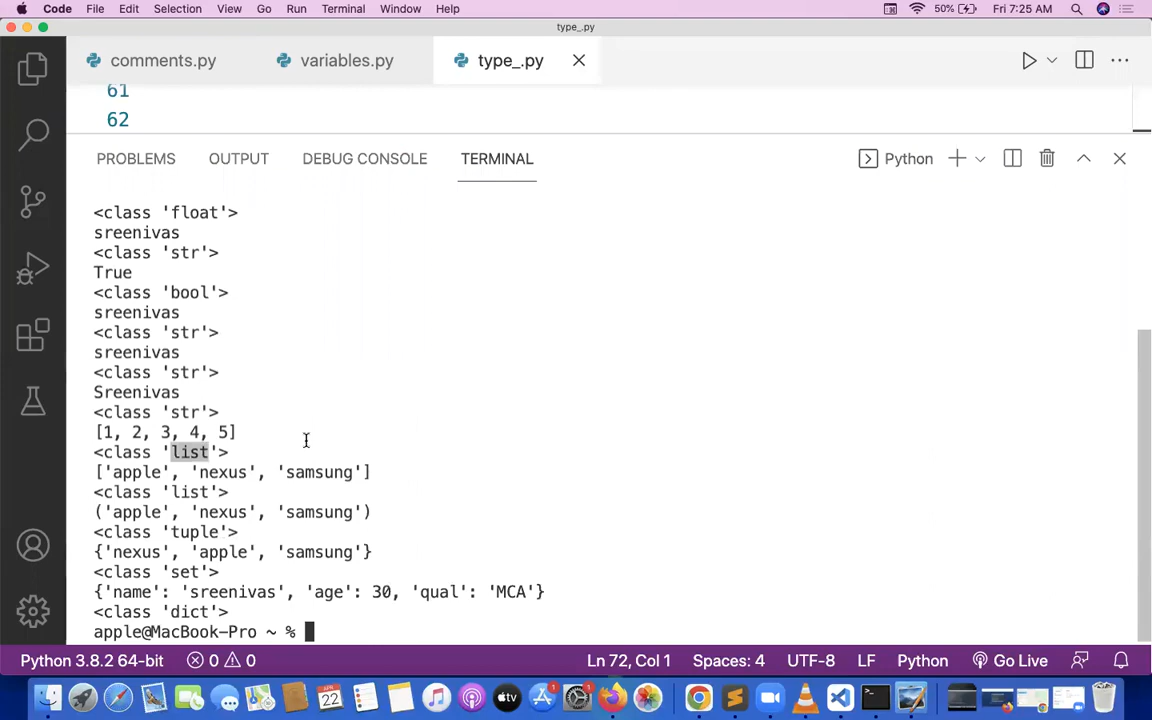 Code File Edit Selection View Go Run Terminal Window Help 50% Fri 7:25 AM
type_.py
comments.py variables.py type_.py
61
62
PROBLEMS OUTPUT DEBUG CONSOLE TERMINAL Python
<class 'float'>
sreenivas
<class 'str'>
True
<class 'bool'>
sreenivas
<class 'str'>
sreenivas
<class 'str'>
Sreenivas
<class 'str'>
[1, 2, 3, 4, 5]
<class 'list'>
['apple', 'nexus', 'samsung']
<class 'list'>
('apple', 'nexus', 'samsung')
<class 'tuple'>
{'nexus', 'apple', 'samsung'}
<class 'set'>
{'name': 'sreenivas', 'age': 30, 'qual': 'MCA'}
<class 'dict'>
apple@MacBook-Pro ~ %
Python 3.8.2 64-bit 0 0 Ln 72, Col 1 Spaces: 4 UTF-8 LF Python Go Live
22 tv 1 1